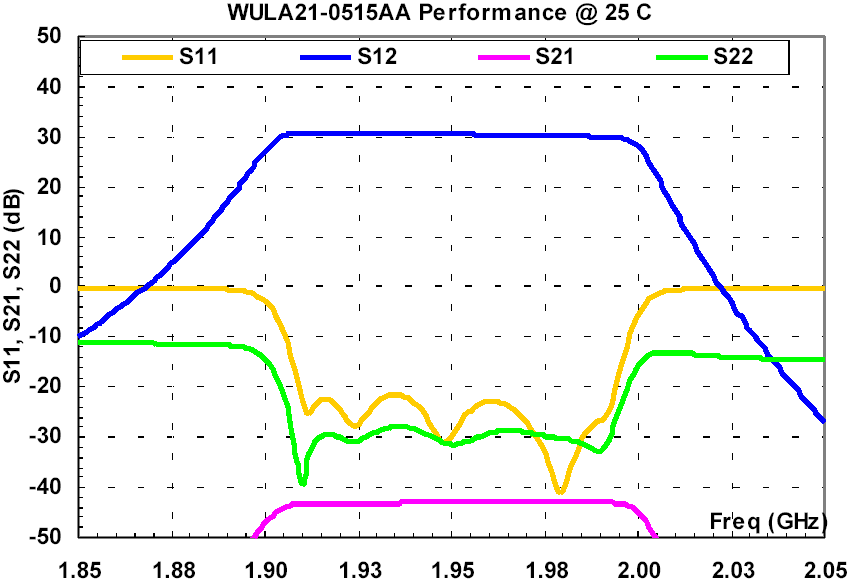 WULA21-0515AA Performance @ 25 C
S11 S12 S21 S22
50
40
30
20
10
0
-10
-20
-30
-40
-50
S11, S21, S22 (dB)
Freq (GHz)
1.85 1.88 1.90 1.93 1.95 1.98 2.00 2.03 2.05